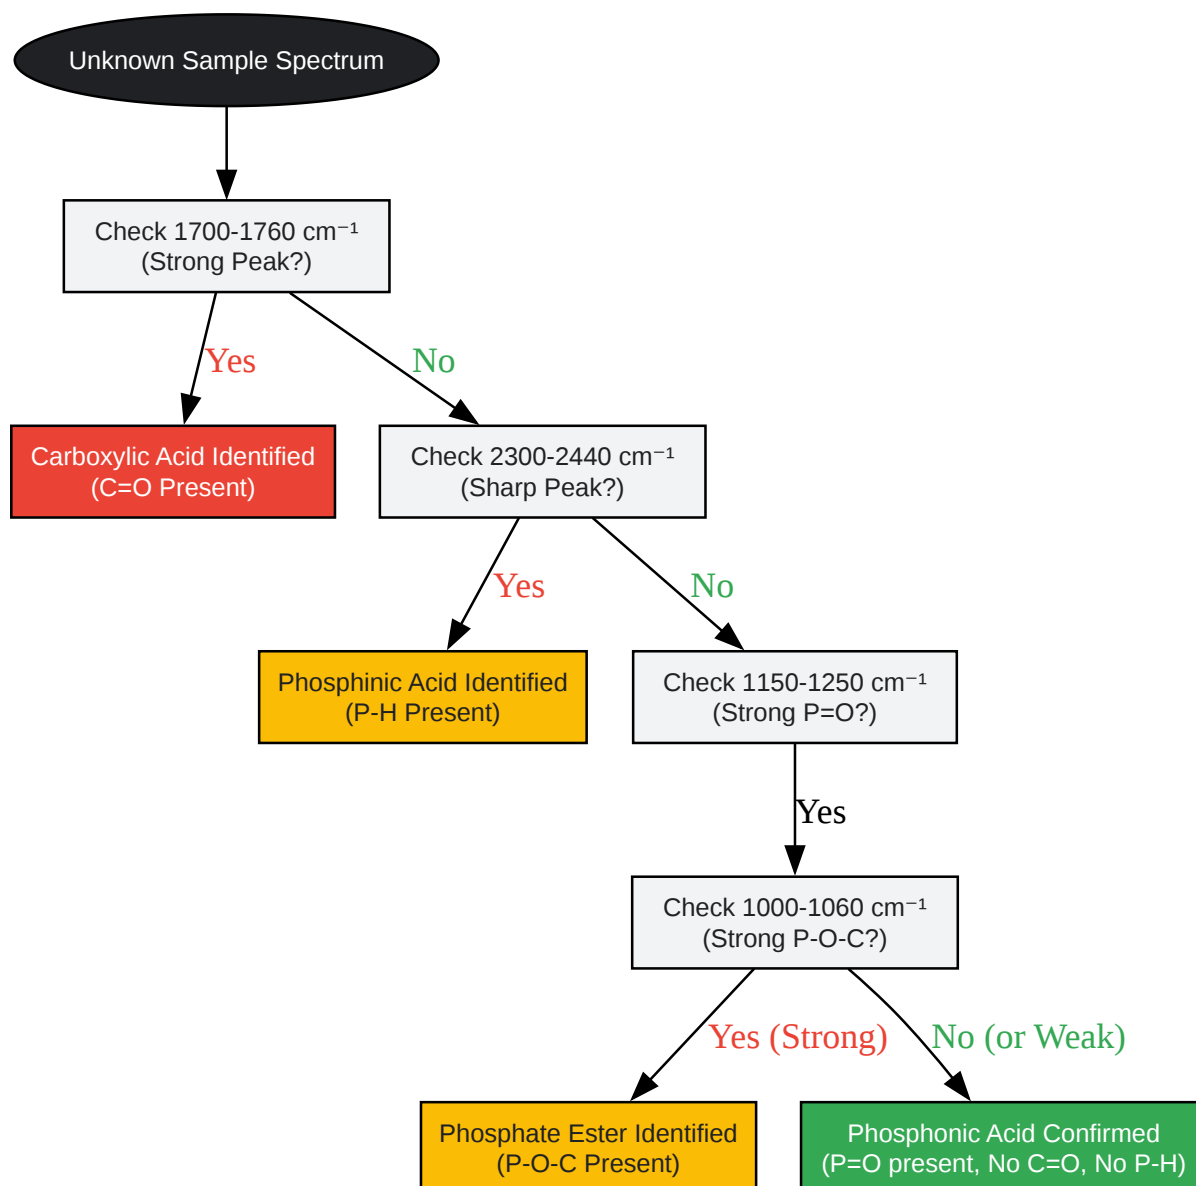 Unknown Sample Spectrum
Check 1700-1760 cm⁻¹
(Strong Peak?)
Yes
No
Carboxylic Acid Identified
(C=O Present)
Check 2300-2440 cm⁻¹
(Sharp Peak?)
Yes
No
Phosphinic Acid Identified
(P-H Present)
Check 1150-1250 cm⁻¹
(Strong P=O?)
Yes
Check 1000-1060 cm⁻¹
(Strong P-O-C?)
Yes (Strong)
No (or Weak)
Phosphate Ester Identified
(P-O-C Present)
Phosphonic Acid Confirmed
(P=O present, No C=O, No P-H)